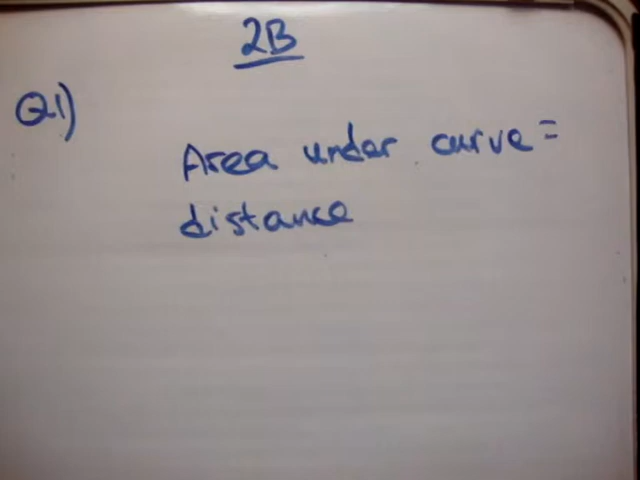 2B
Q1)
Area under curve =
distance